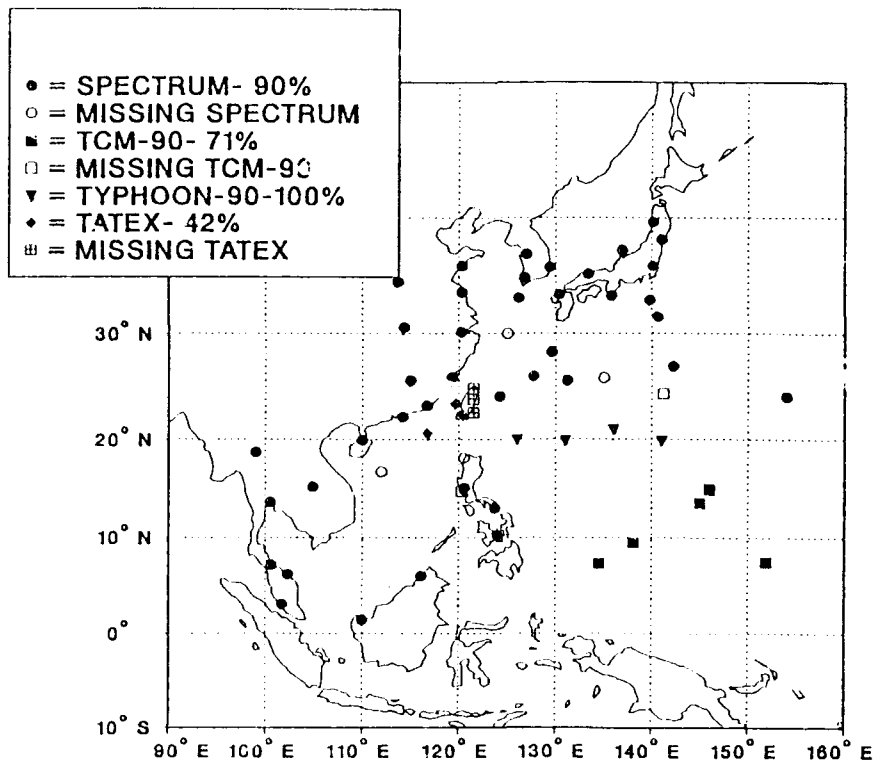 ● = SPECTRUM- 90%
○ = MISSING SPECTRUM
■ = TCM-90- 71%
□ = MISSING TCM-90
▼ = TYPHOON-90-100%
◆ = TATEX- 42%
⊞ = MISSING TATEX
30° N
20° N
10° N
0°
10° S
90° E 100° E 110° E 120° E 130° E 140° E 150° E 160° E